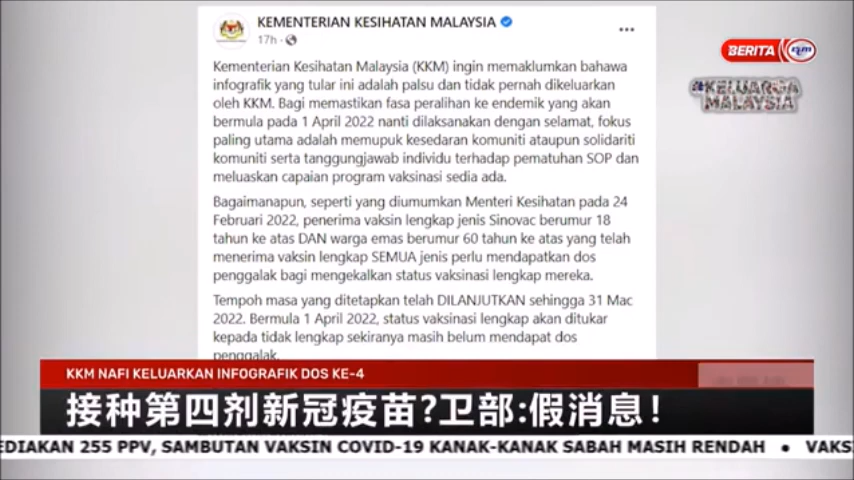 KEMENTERIAN KESIHATAN MALAYSIA
17h
BERITA rtm
#KELUARGA
MALAYSIA
Kementerian Kesihatan Malaysia (KKM) ingin memaklumkan bahawa
infografik yang tular ini adalah palsu dan tidak pernah dikeluarkan
oleh KKM. Bagi memastikan fasa peralihan ke endemik yang akan
bermula pada 1 April 2022 nanti dilaksanakan dengan selamat, fokus
paling utama adalah memupuk kesedaran komuniti ataupun solidariti
komuniti serta tanggungjawab individu terhadap pematuhan SOP dan
meluaskan capaian program vaksinasi sedia ada.
Bagaimanapun, seperti yang diumumkan Menteri Kesihatan pada 24
Februari 2022, penerima vaksin lengkap jenis Sinovac berumur 18
tahun ke atas DAN warga emas berumur 60 tahun ke atas yang telah
menerima vaksin lengkap SEMUA jenis perlu mendapatkan dos
penggalak bagi mengekalkan status vaksinasi lengkap mereka.
Tempoh masa yang ditetapkan telah DILANJUTKAN sehingga 31 Mac
2022. Bermula 1 April 2022, status vaksinasi lengkap akan ditukar
kepada tidak lengkap sekiranya masih belum mendapat dos
penggalak.
KKM NAFI KELUARKAN INFOGRAFIK DOS KE-4
接种第四剂新冠疫苗?卫部:假消息!
EDIAKAN 255 PPV, SAMBUTAN VAKSIN COVID-19 KANAK-KANAK SABAH MASIH RENDAH • VAKS